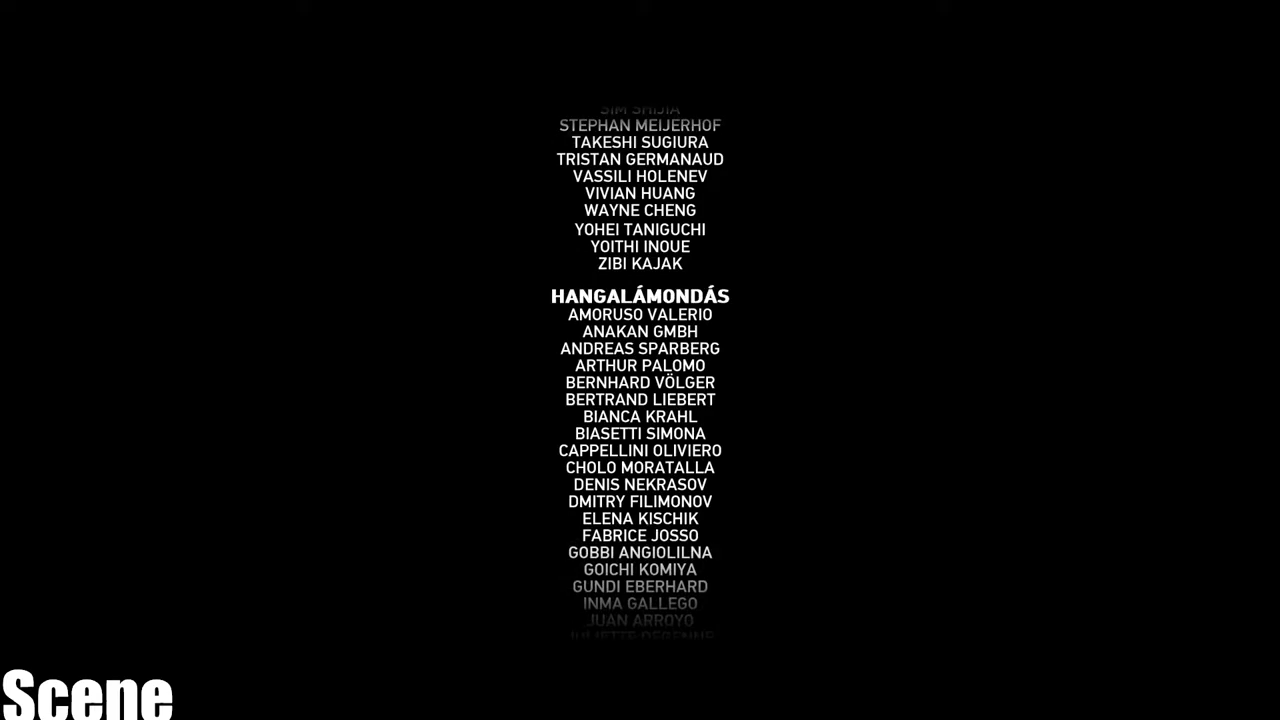 SIM SHIJIA
STEPHAN MEIJERHOF
TAKESHI SUGIURA
TRISTAN GERMANAUD
VASSILI HOLENEV
VIVIAN HUANG
WAYNE CHENG
YOHEI TANIGUCHI
YOITHI INOUE
ZIBI KAJAK
HANGALÁMONDÁS
AMORUSO VALERIO
ANAKAN GMBH
ANDREAS SPARBERG
ARTHUR PALOMO
BERNHARD VÖLGER
BERTRAND LIEBERT
BIANCA KRAHL
BIASETTI SIMONA
CAPPELLINI OLIVIERO
CHOLO MORATALLA
DENIS NEKRASOV
DMITRY FILIMONOV
ELENA KISCHIK
FABRICE JOSSO
GOBBI ANGIOLILNA
GOICHI KOMIYA
GUNDI EBERHARD
INMA GALLEGO
JUAN ARROYO
JULIETTE
Scene